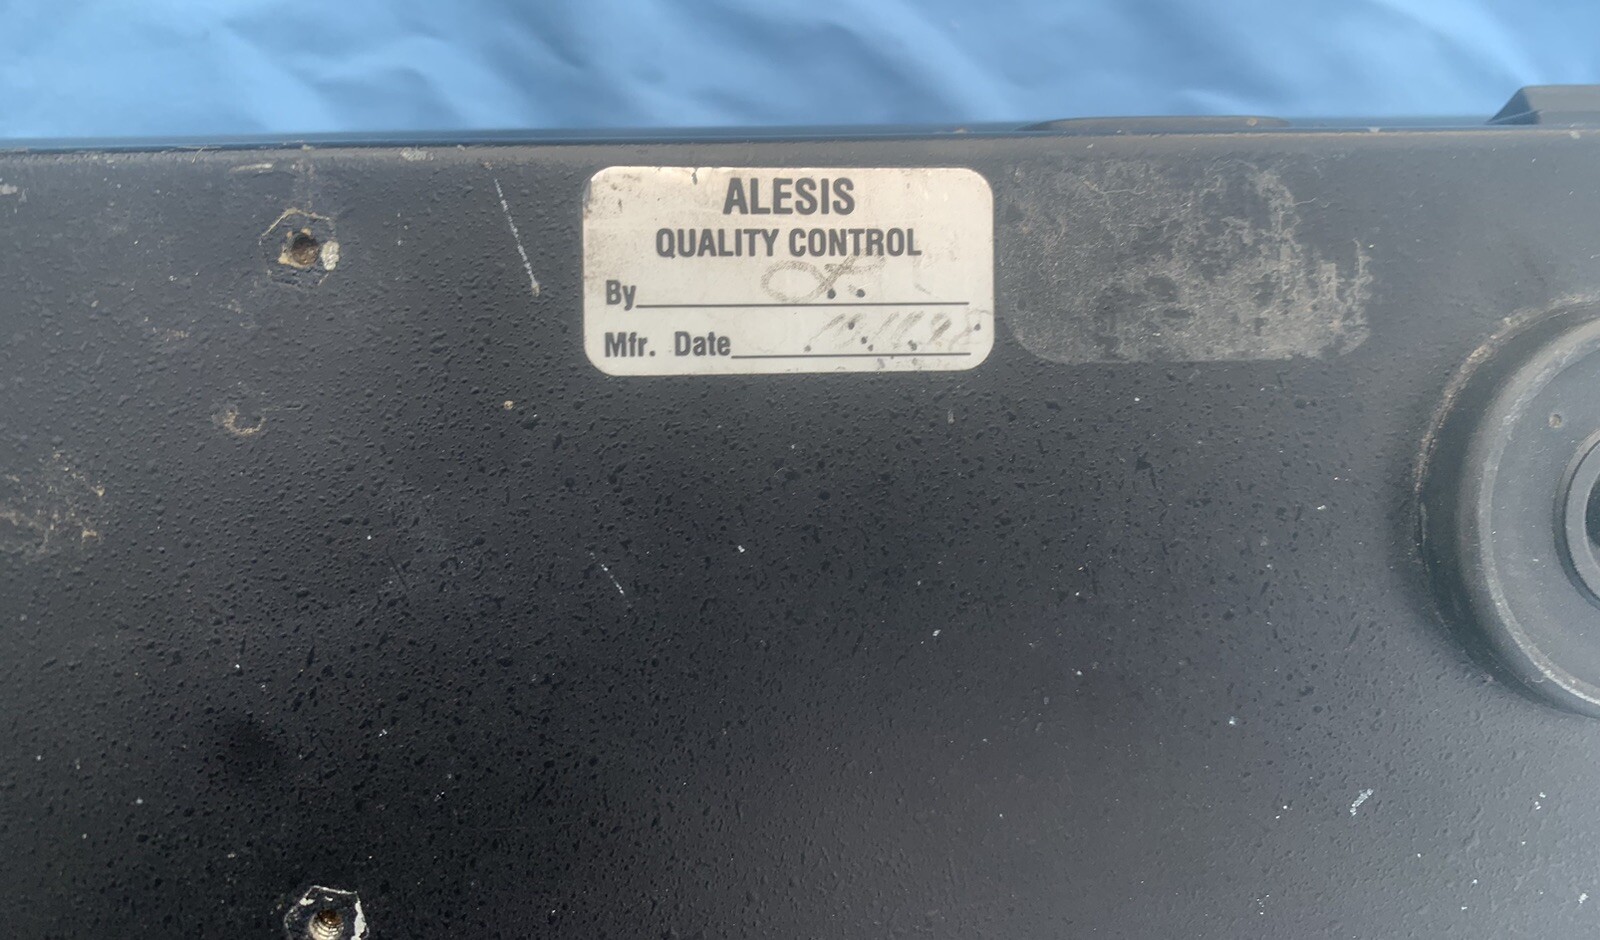 ALESIS
QUALITY CONTROL
By
Mfr. Date